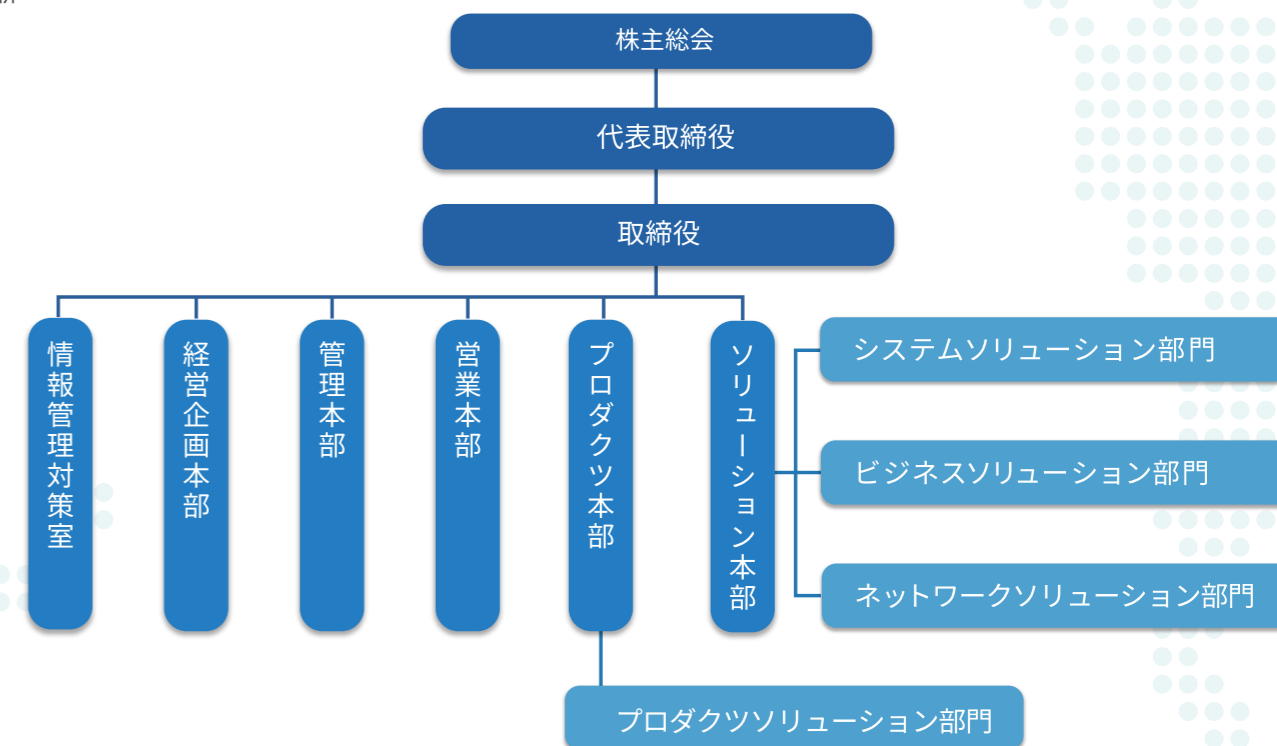 株主総会
代表取締役
取締役
情報管理対策室
経営企画本部
管理本部
営業本部
プロダクツ本部
ソリューション本部
システムソリューション部門
ビジネスソリューション部門
ネットワークソリューション部門
プロダクツソリューション部門